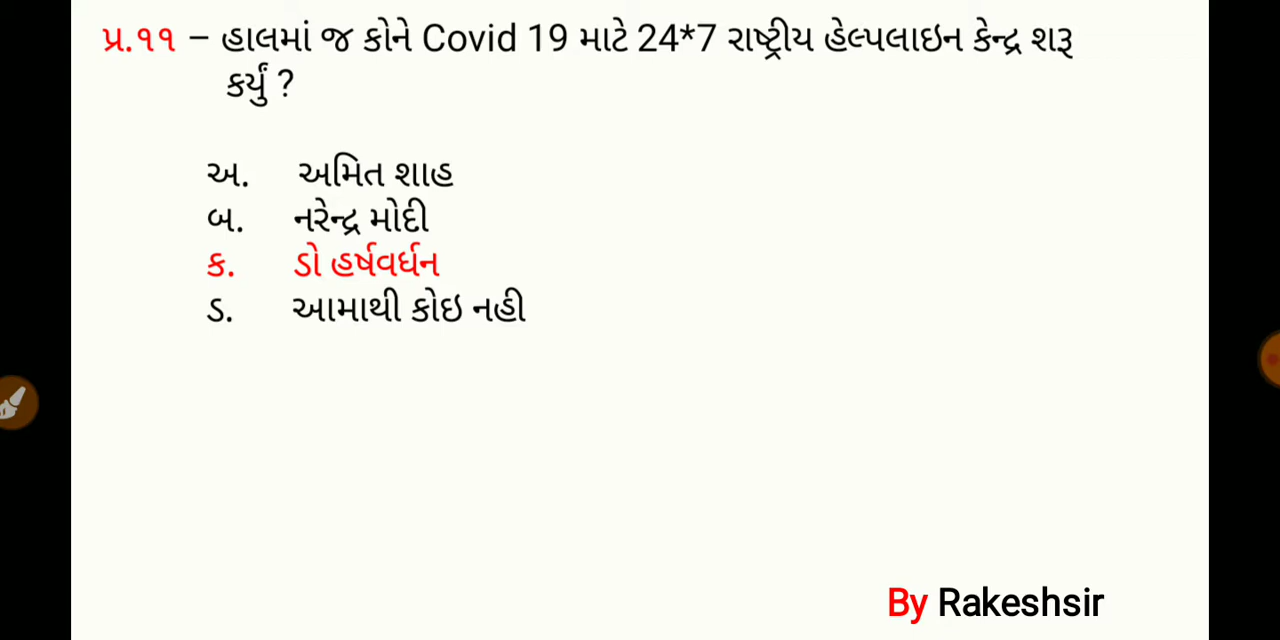 પ્ર.૧૧ – હાલમાં જ કોને Covid 19 માટે 24*7 રાષ્ટ્રીય હેલ્પલાઇન કેન્દ્ર શરૂ
કર્યું ?
અ. અમિત શાહ
બ. નરેન્દ્ર મોદી
ક. ડો હર્ષવર્ધન
ડ. આમાથી કોઇ નહી
By Rakeshsir